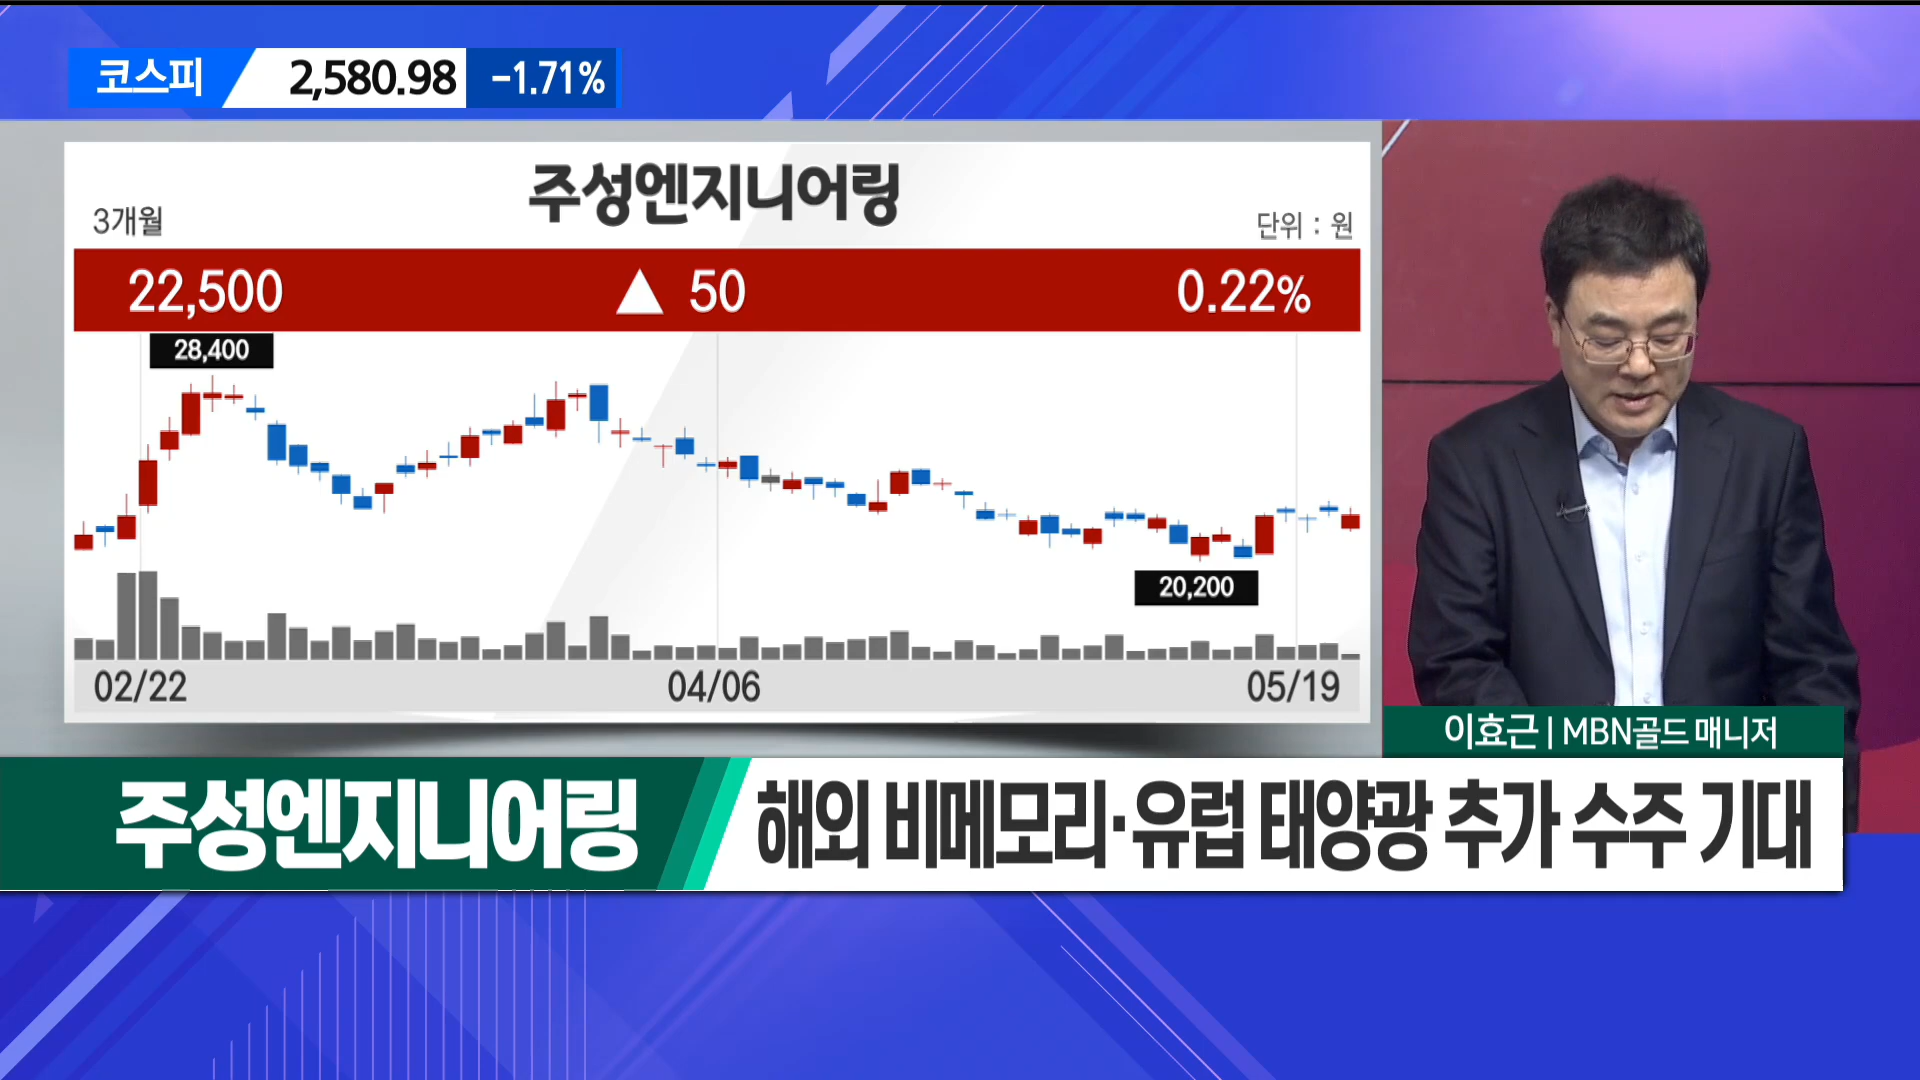 코스피 2,580.98 -1.71%
주성엔지니어링
3개월
단위 : 원
22,500 ▲ 50 0.22%
28,400
20,200
02/22 04/06 05/19
이효근 | MBN골드 매니저
주성엔지니어링
해외 비메모리·유럽 태양광 추가 수주 기대